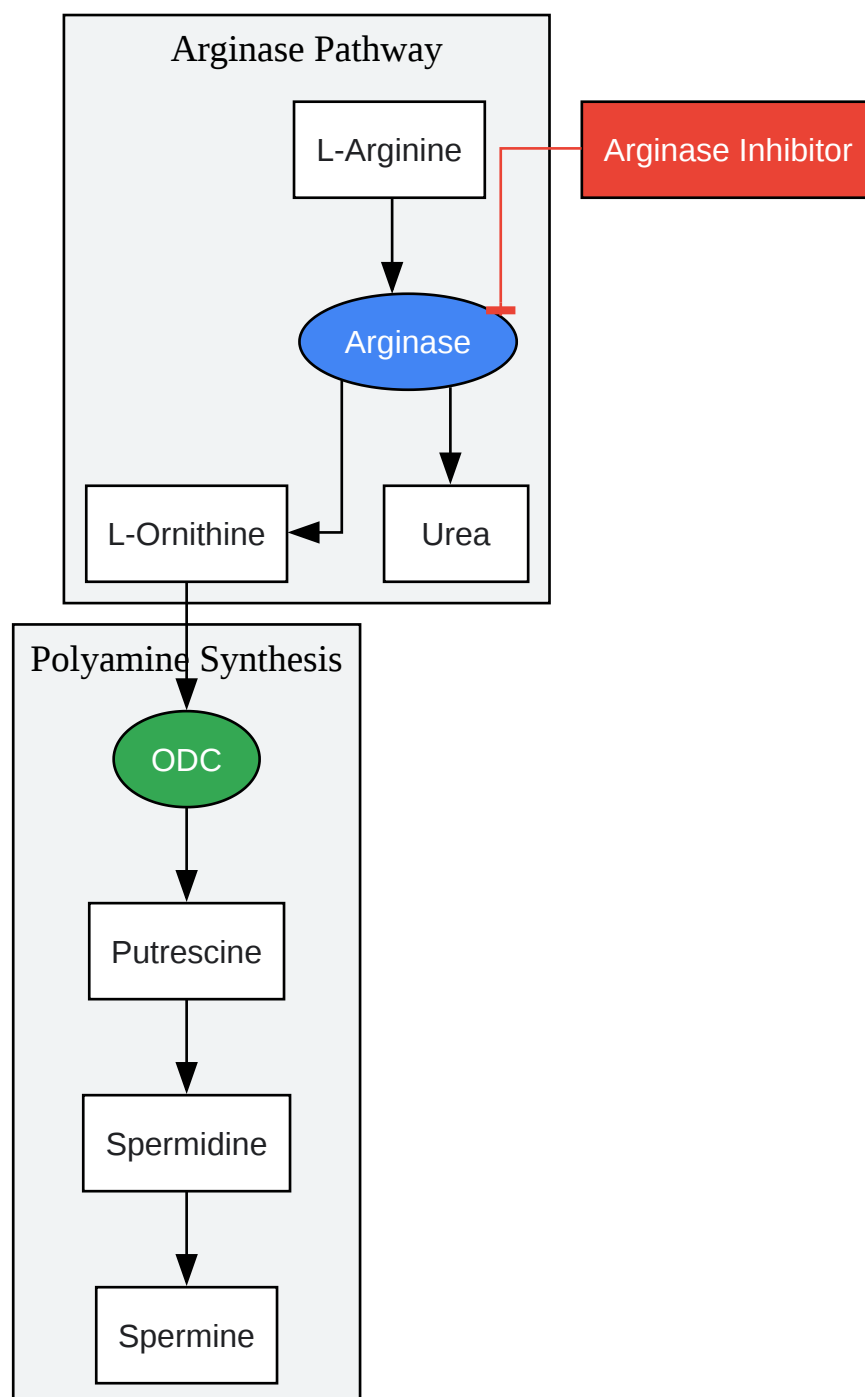 Arginase Pathway
L-Arginine
Arginase Inhibitor
Arginase
L-Ornithine
Urea
Polyamine Synthesis
ODC
Putrescine
Spermidine
Spermine